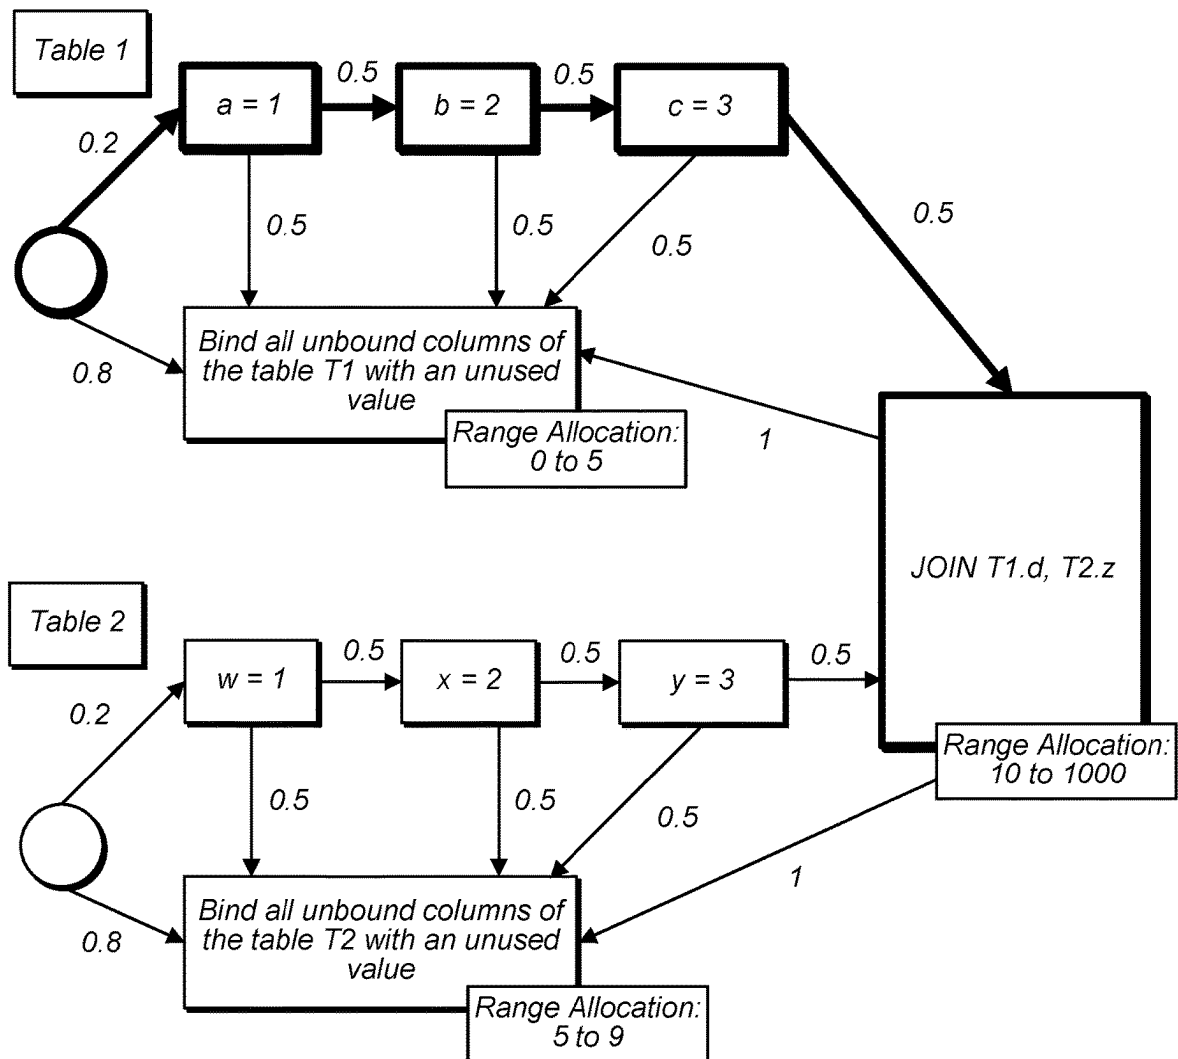 Table 1
0.5
0.5
a = 1
b = 2
c = 3
0.2
0.5
0.5
0.5
0.5
Bind all unbound columns of
the table T1 with an unused
value
0.8
Range Allocation:
0 to 5
1
JOIN T1.d, T2.z
Table 2
0.5
0.5
0.5
w = 1
x = 2
y = 3
0.2
Range Allocation:
10 to 1000
0.5
0.5
0.5
1
Bind all unbound columns of
the table T2 with an unused
value
0.8
Range Allocation:
5 to 9